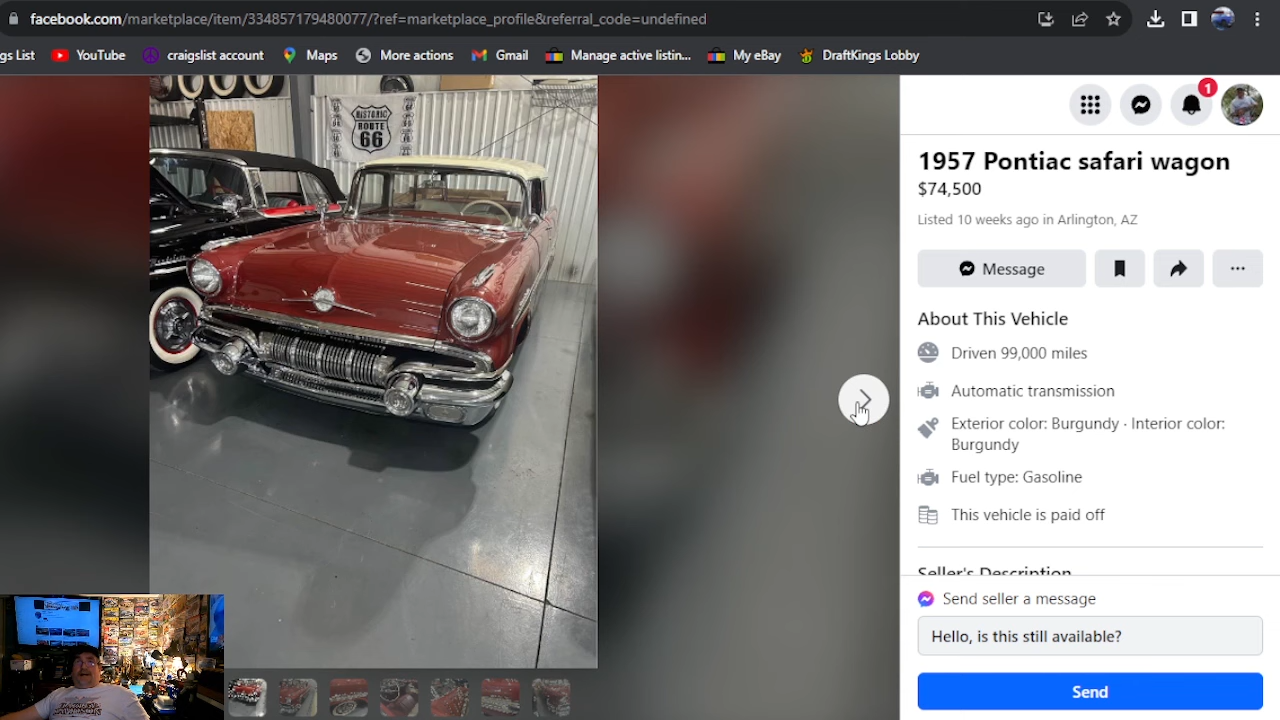 facebook.com/marketplace/item/334857179480077/?ref=marketplace_profile&referral_code=undefined
gs List YouTube craigslist account Maps More actions Gmail Manage active listin... My eBay DraftKings Lobby
HISTORIC
ROUTE
66
1
1957 Pontiac safari wagon
$74,500
Listed 10 weeks ago in Arlington, AZ
Message
About This Vehicle
Driven 99,000 miles
Automatic transmission
Exterior color: Burgundy · Interior color:
Burgundy
Fuel type: Gasoline
This vehicle is paid off
Seller's Description
Send seller a message
Hello, is this still available?
Send